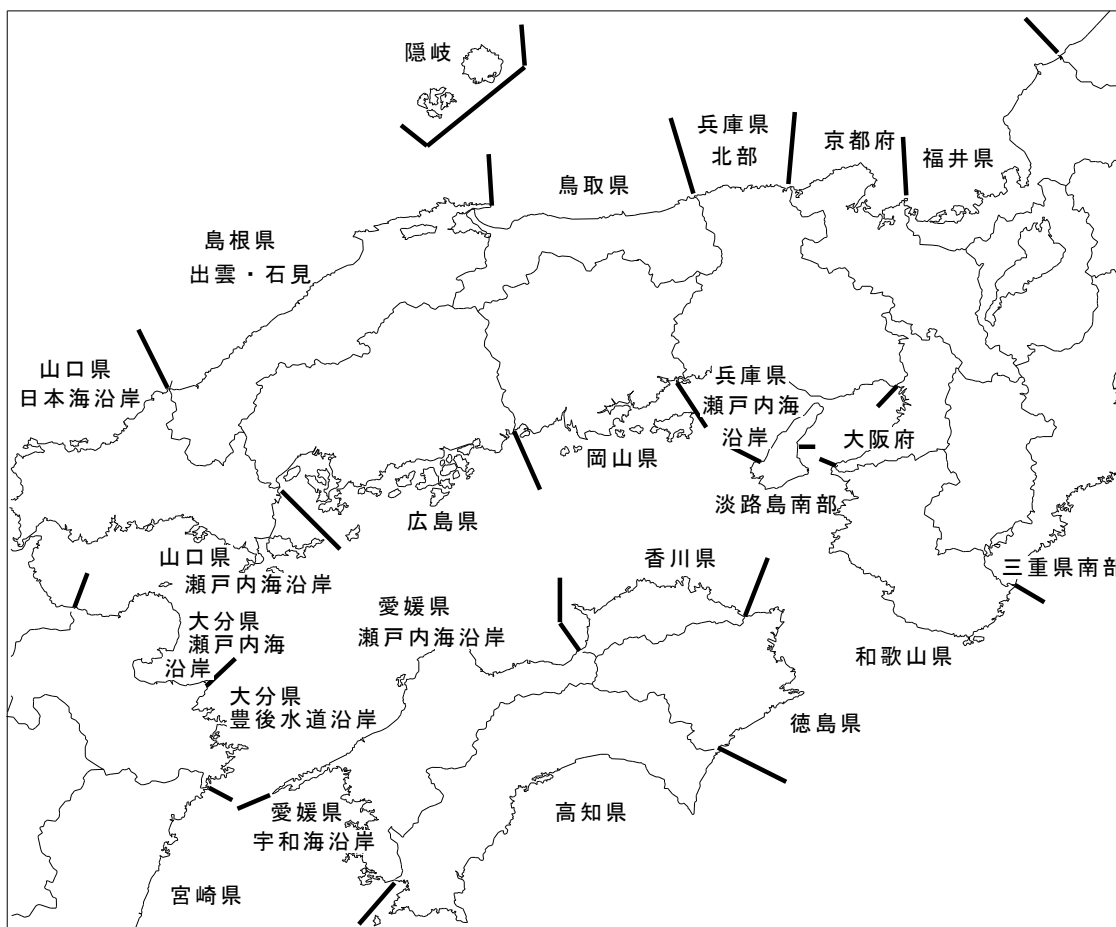 隠岐
兵庫県
北部
京都府
福井県
鳥取県
島根県
出雲・石見
山口県
日本海沿岸
兵庫県
瀬戸内海
沿岸
大阪府
岡山県
淡路島南部
広島県
山口県
瀬戸内海沿岸
香川県
三重県南部
愛媛県
瀬戸内海沿岸
大分県
瀬戸内海
沿岸
和歌山県
大分県
豊後水道沿岸
徳島県
高知県
愛媛県
宇和海沿岸
宮崎県